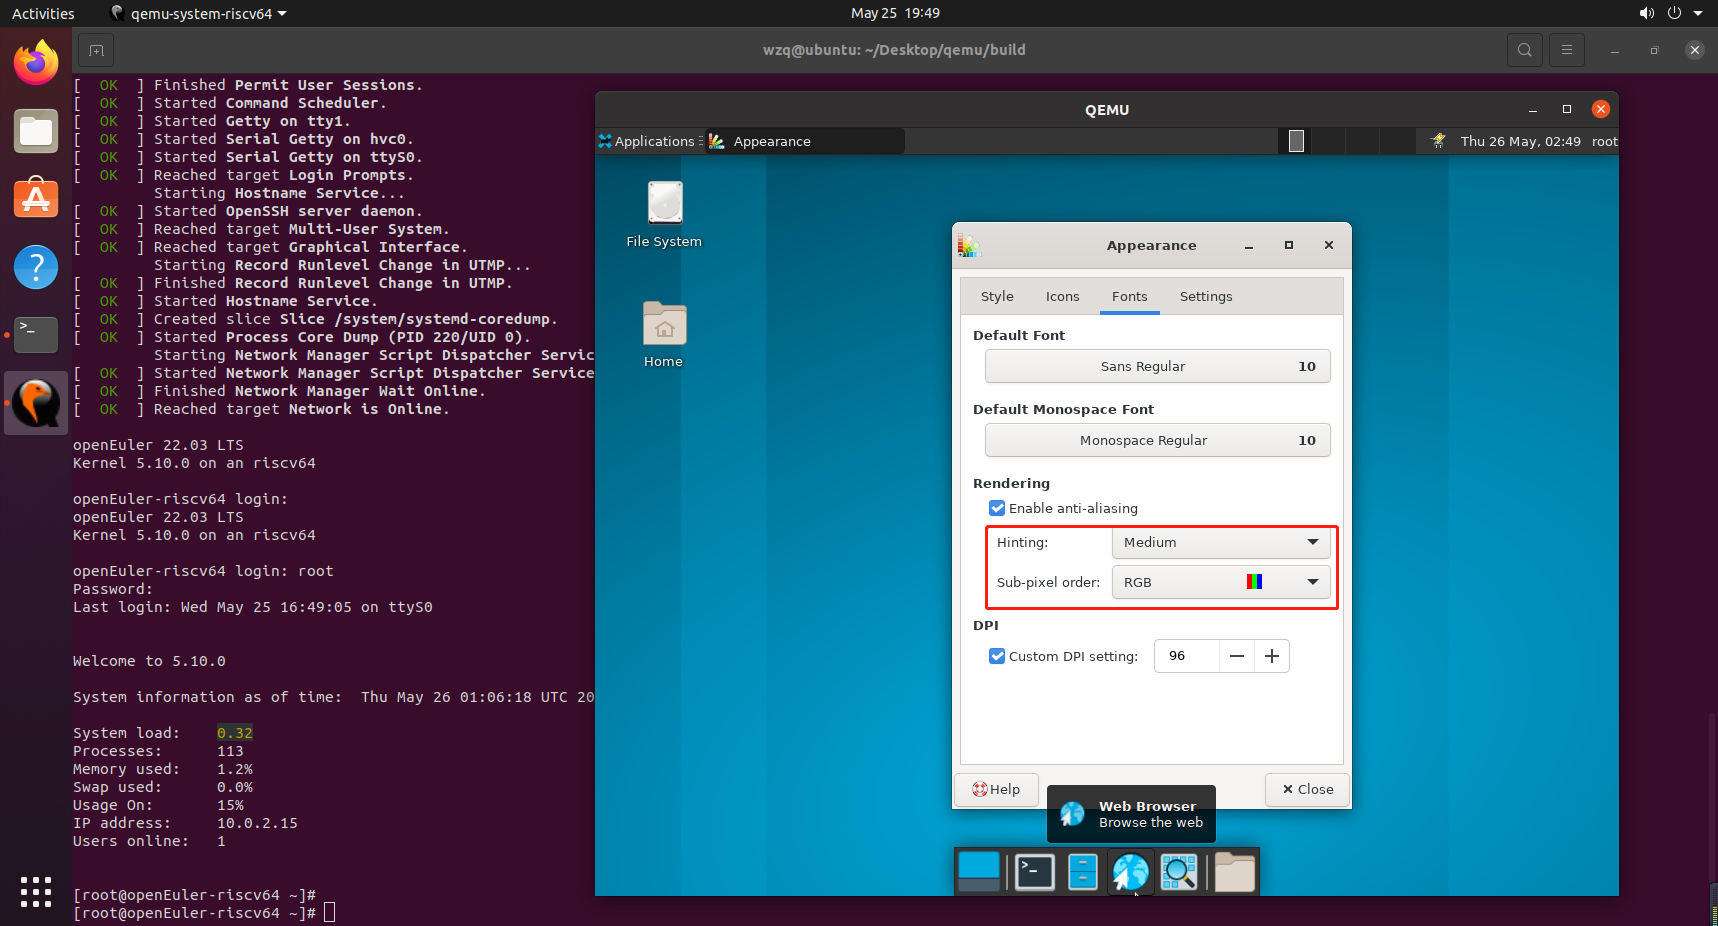 Activities
qemu-system-riscv64
May 25 19:49
wzq@ubuntu: ~/Desktop/qemu/build
[ OK ] Finished Permit User Sessions.
[ OK ] Started Command Scheduler.
[ OK ] Started Getty on tty1.
[ OK ] Started Serial Getty on hvc0.
[ OK ] Started Serial Getty on ttyS0.
[ OK ] Reached target Login Prompts.
Starting Hostname Service...
[ OK ] Started OpenSSH server daemon.
[ OK ] Reached target Multi-User System.
[ OK ] Reached target Graphical Interface.
Starting Record Runlevel Change in UTMP...
[ OK ] Finished Record Runlevel Change in UTMP.
[ OK ] Started Hostname Service.
[ OK ] Created slice Slice /system/systemd-coredump.
[ OK ] Started Process Core Dump (PID 220/UID 0).
Starting Network Manager Script Dispatcher Servic
[ OK ] Started Network Manager Script Dispatcher Service
[ OK ] Finished Network Manager Wait Online.
[ OK ] Reached target Network is Online.
openEuler 22.03 LTS
Kernel 5.10.0 on an riscv64
openEuler-riscv64 login:
openEuler 22.03 LTS
Kernel 5.10.0 on an riscv64
openEuler-riscv64 login: root
Password:
Last login: Wed May 25 16:49:05 on ttyS0
Welcome to 5.10.0
System information as of time: Thu May 26 01:06:18 UTC 20
System load: 0.32
Processes: 113
Memory used: 1.2%
Swap used: 0.0%
Usage On: 15%
IP address: 10.0.2.15
Users online: 1
[root@openEuler-riscv64 ~]#
[root@openEuler-riscv64 ~]#
QEMU
Applications
Appearance
Thu 26 May, 02:49
root
File System
Home
Appearance
Style
Icons
Fonts
Settings
Default Font
Sans Regular 10
Default Monospace Font
Monospace Regular 10
Rendering
Enable anti-aliasing
Hinting: Medium
Sub-pixel order: RGB
DPI
Custom DPI setting: 96
Help
Close
Web Browser
Browse the web